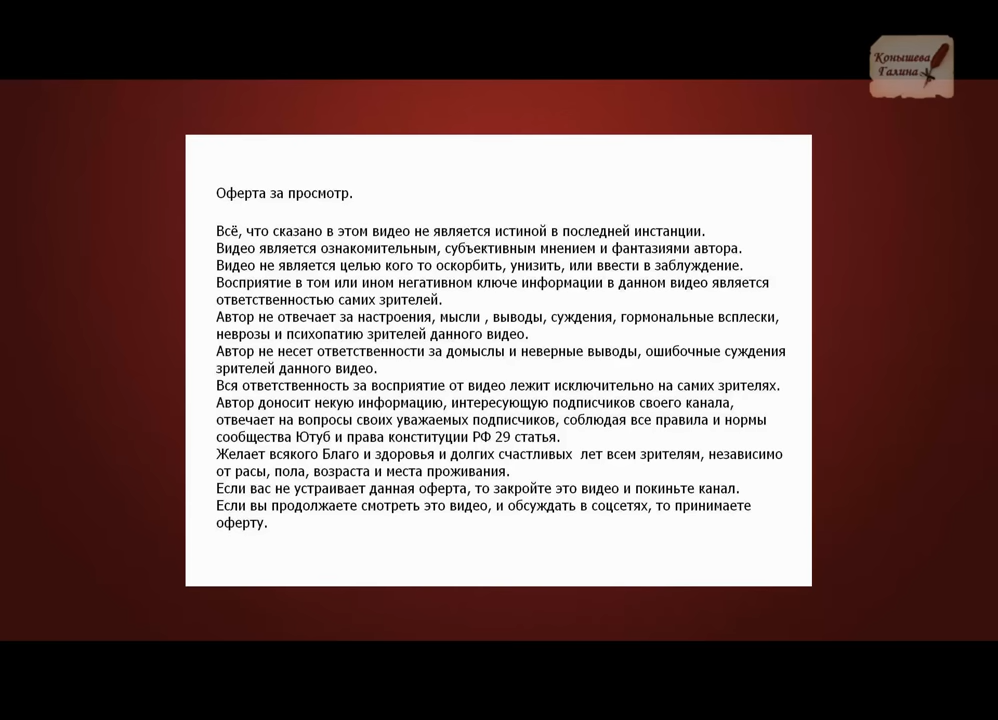 Конышева
Галина
Оферта за просмотр.
Всё, что сказано в этом видео не является истиной в последней инстанции.
Видео является ознакомительным, субъективным мнением и фантазиями автора.
Видео не является целью кого то оскорбить, унизить, или ввести в заблуждение.
Восприятие в том или ином негативном ключе информации в данном видео является
ответственностью самих зрителей.
Автор не отвечает за настроения, мысли , выводы, суждения, гормональные всплески,
неврозы и психопатию зрителей данного видео.
Автор не несет ответственности за домыслы и неверные выводы, ошибочные суждения
зрителей данного видео.
Вся ответственность за восприятие от видео лежит исключительно на самих зрителях.
Автор доносит некую информацию, интересующую подписчиков своего канала,
отвечает на вопросы своих уважаемых подписчиков, соблюдая все правила и нормы
сообщества Ютуб и права конституции РФ 29 статья.
Желает всякого Благо и здоровья и долгих счастливых  лет всем зрителям, независимо
от расы, пола, возраста и места проживания.
Если вас не устраивает данная оферта, то закройте это видео и покиньте канал.
Если вы продолжаете смотреть это видео, и обсуждать в соцсетях, то принимаете
оферту.